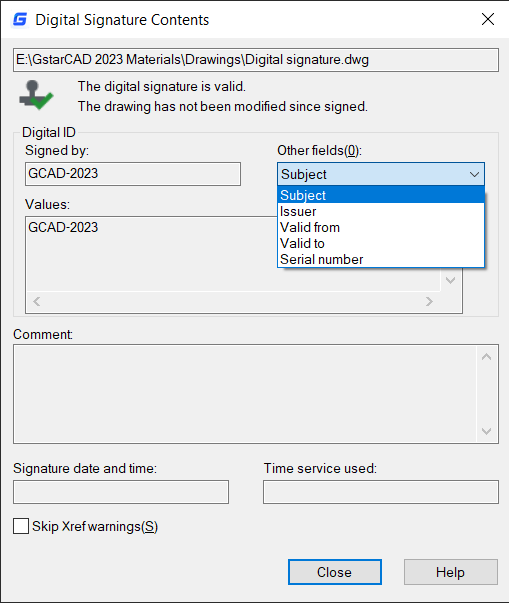 Digital Signature Contents
E:\GstarCAD 2023 Materials\Drawings\Digital signature.dwg
The digital signature is valid.
The drawing has not been modified since signed.
Digital ID
Signed by:
Other fields(0):
GCAD-2023
Subject
Subject
Issuer
Valid from
Valid to
Serial number
Values:
GCAD-2023
Comment:
Signature date and time:
Time service used:
Skip Xref warnings(S)
Close
Help